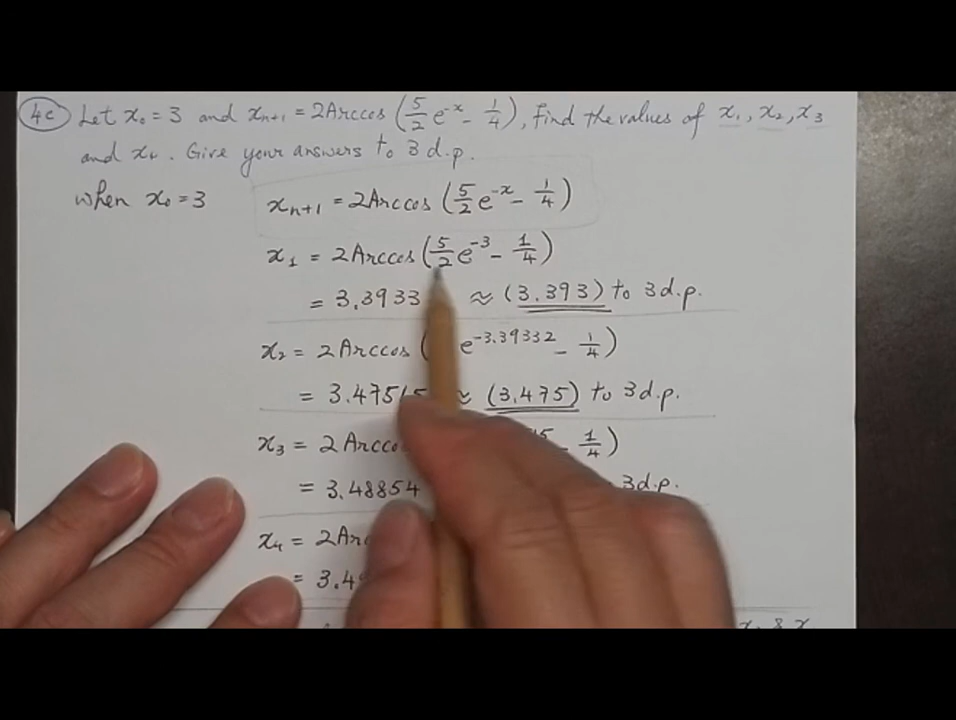 4c Let x₀ = 3 and xₙ₊₁ = 2Arccos (5/2 e^-x - 1/4), find the values of x₁, x₂, x₃
and x₄. Give your answers to 3 d.p.
when x₀ = 3 xₙ₊₁ = 2Arccos (5/2 e^-x - 1/4)
x₁ = 2Arccos (5/2 e^-3 - 1/4)
= 3.3933 ≈ (3.393) to 3d.p.
x₂ = 2Arccos ( e^-3.39332 - 1/4)
= 3.47515 ≈ (3.475) to 3d.p.
x₃ = 2Arcco - 1/4)
= 3.48854 3d.p.
x₄ = 2Ar
= 3.4